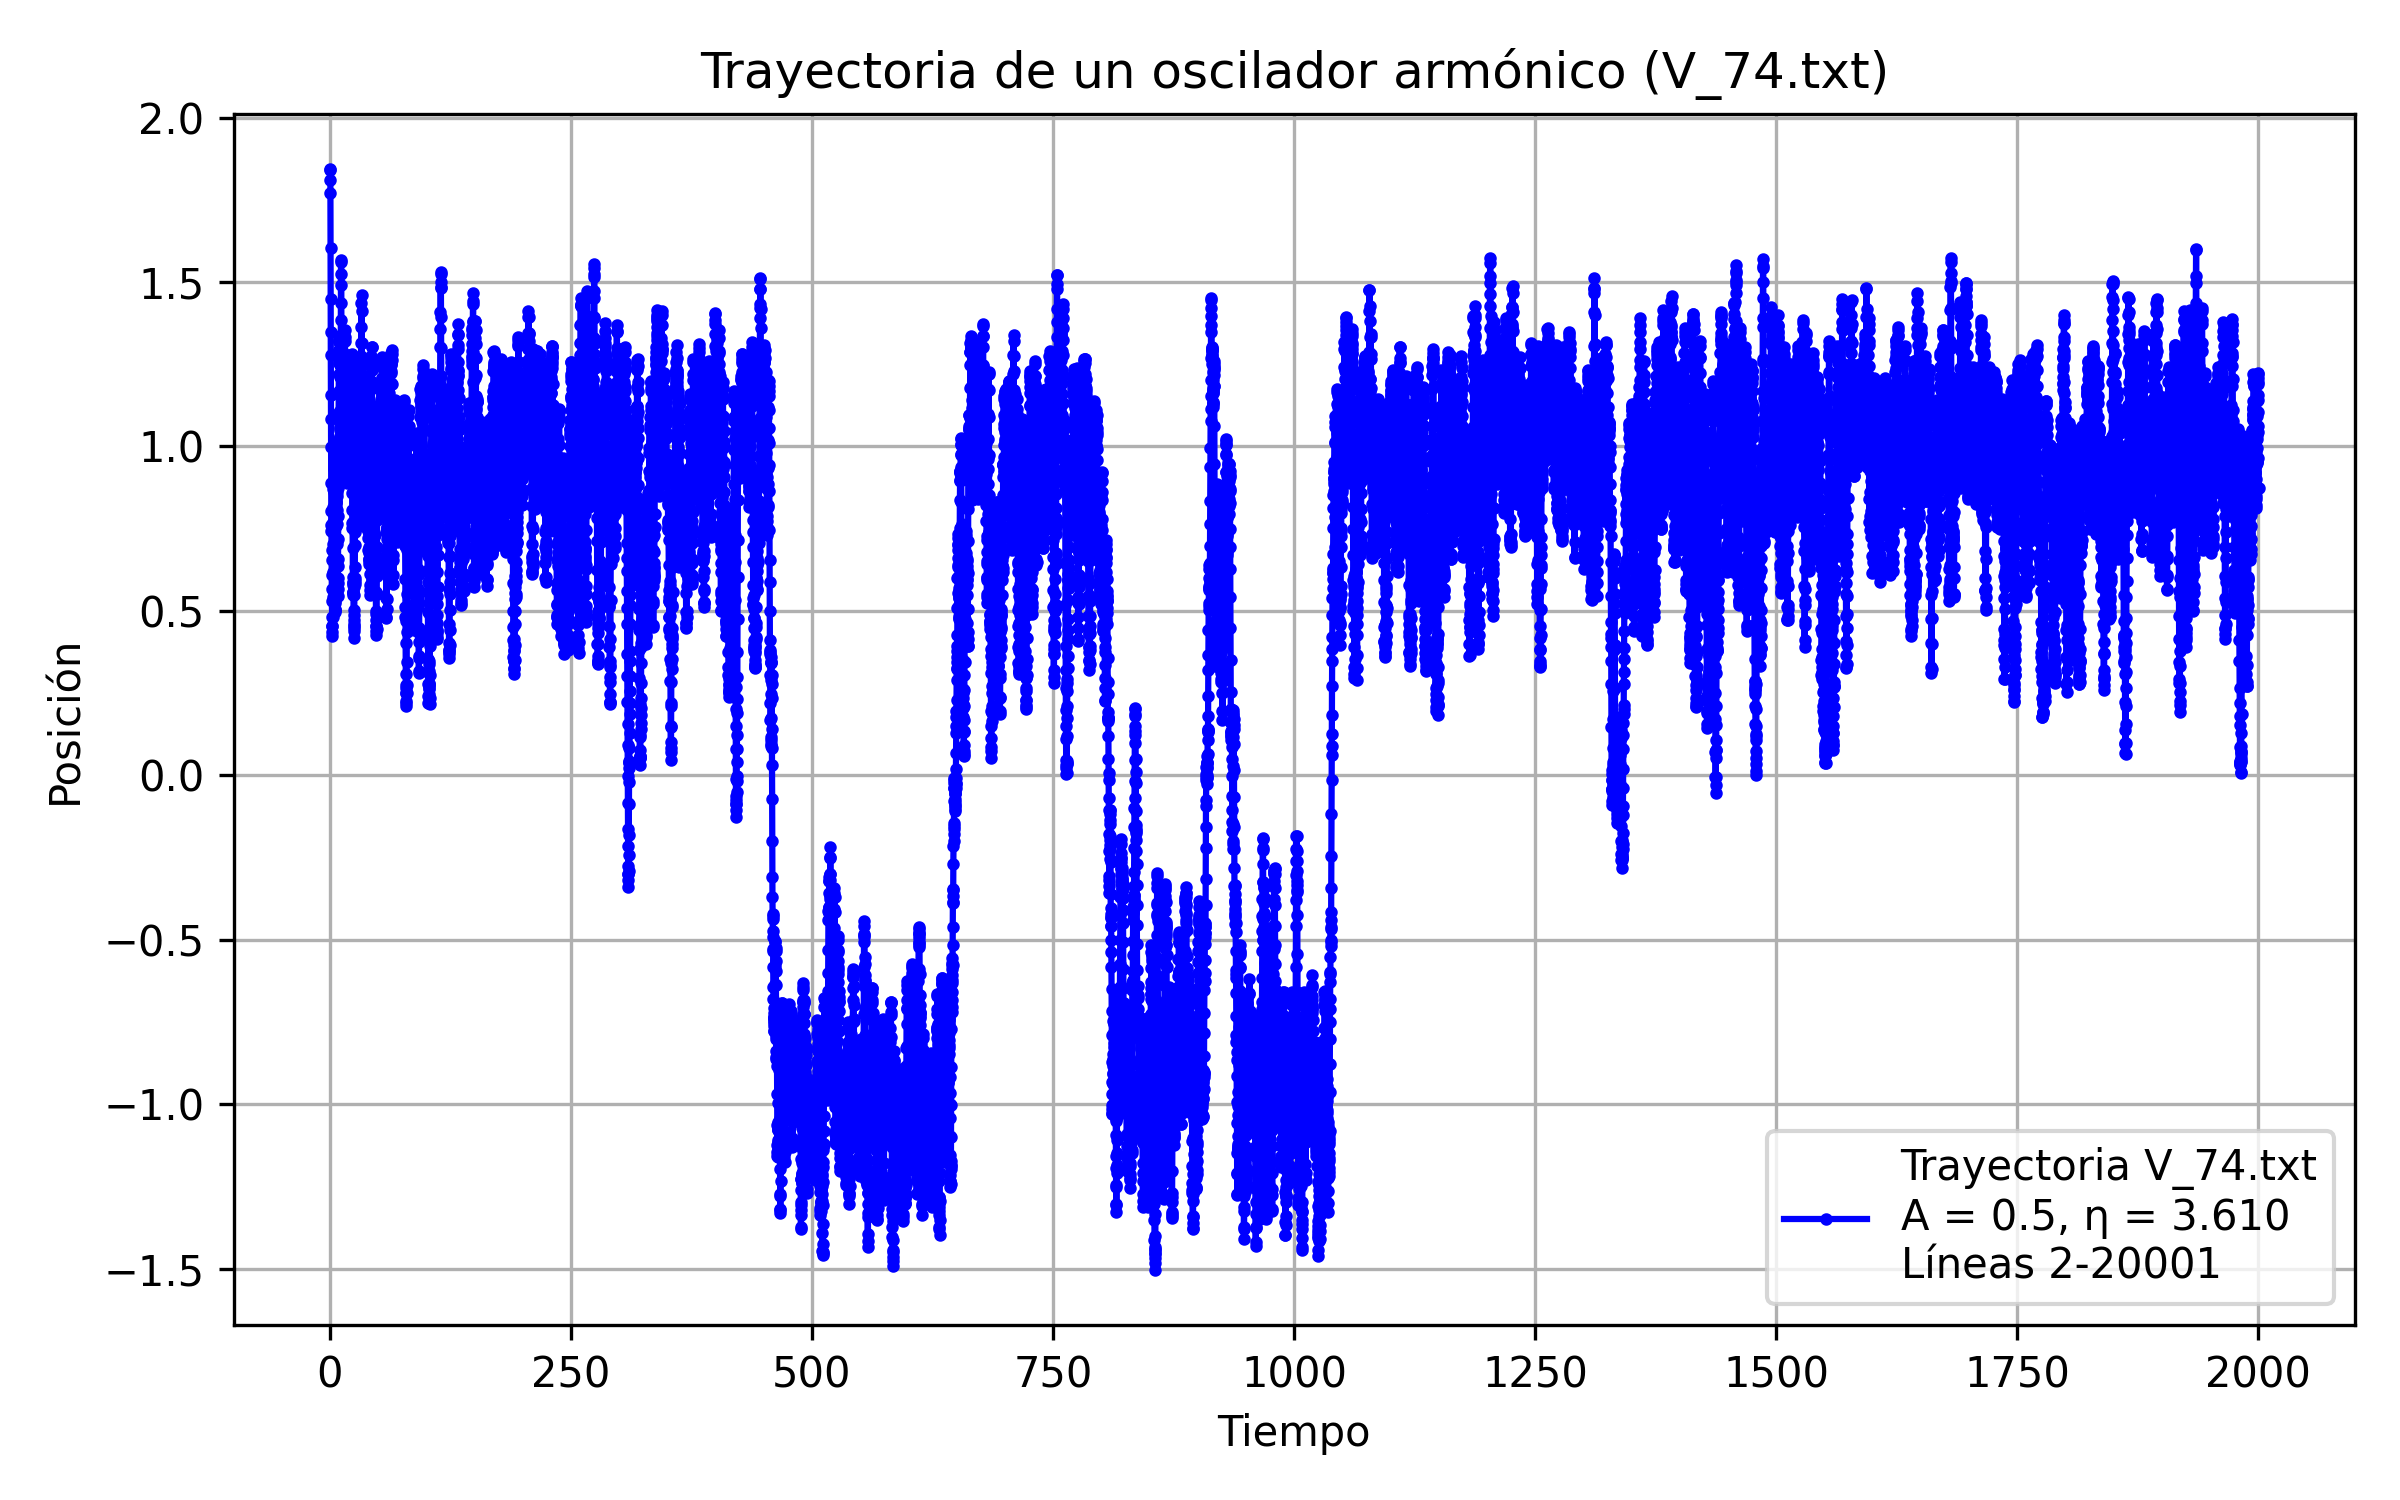 Trayectoria de un oscilador armónico (V_74.txt)
2.0
1.5
1.0
0.5
0.0
−0.5
−1.0
−1.5
Posición
0
250
500
750
1000
1250
1500
1750
2000
Tiempo
Trayectoria V_74.txt
A = 0.5, η = 3.610
Líneas 2-20001